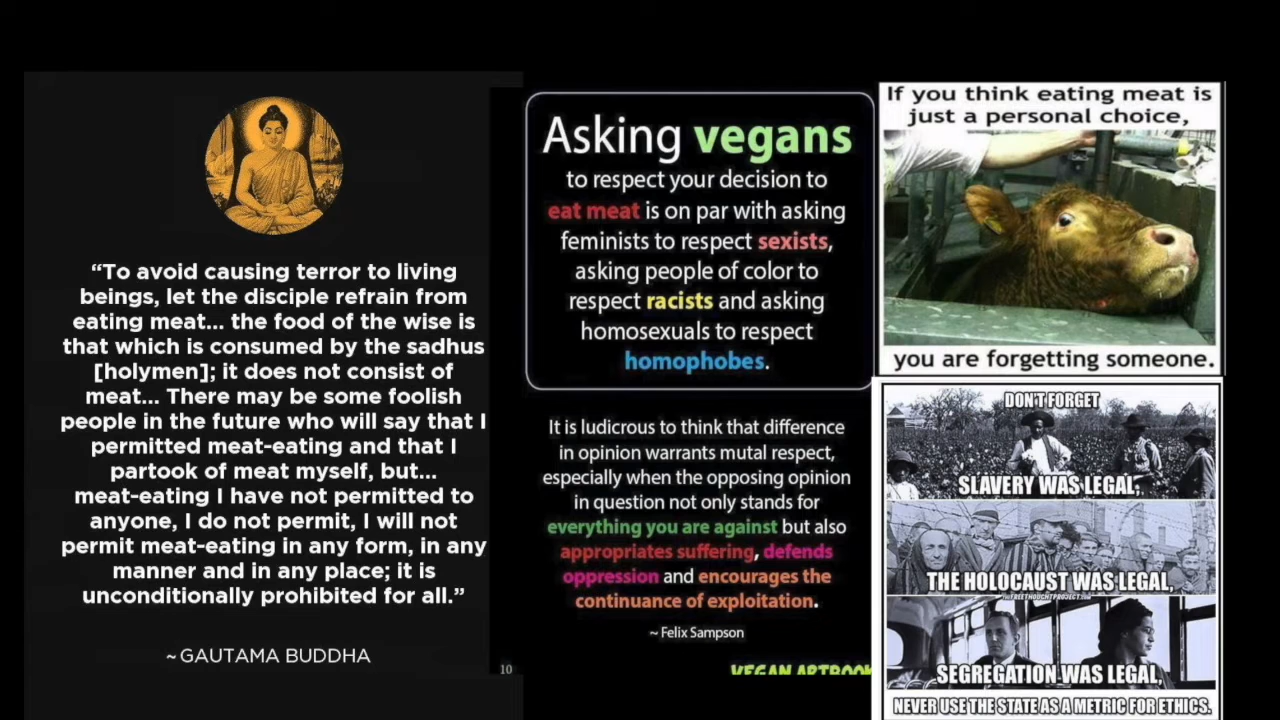 “To avoid causing terror to living
beings, let the disciple refrain from
eating meat... the food of the wise is
that which is consumed by the sadhus
[holymen]; it does not consist of
meat... There may be some foolish
people in the future who will say that I
permitted meat-eating and that I
partook of meat myself, but...
meat-eating I have not permitted to
anyone, I do not permit, I will not
permit meat-eating in any form, in any
manner and in any place; it is
unconditionally prohibited for all.”
~ GAUTAMA BUDDHA
Asking vegans
to respect your decision to
eat meat is on par with asking
feminists to respect sexists,
asking people of color to
respect racists and asking
homosexuals to respect
homophobes.
It is ludicrous to think that difference
in opinion warrants mutal respect,
especially when the opposing opinion
in question not only stands for
everything you are against but also
appropriates suffering, defends
oppression and encourages the
continuance of exploitation.
~ Felix Sampson
10
VEGAN ARTBOOK
If you think eating meat is
just a personal choice,
you are forgetting someone.
DON'T FORGET
SLAVERY WAS LEGAL,
THE HOLOCAUST WAS LEGAL,
THEFREETHOUGHTPROJECT.COM
SEGREGATION WAS LEGAL,
NEVER USE THE STATE AS A METRIC FOR ETHICS.